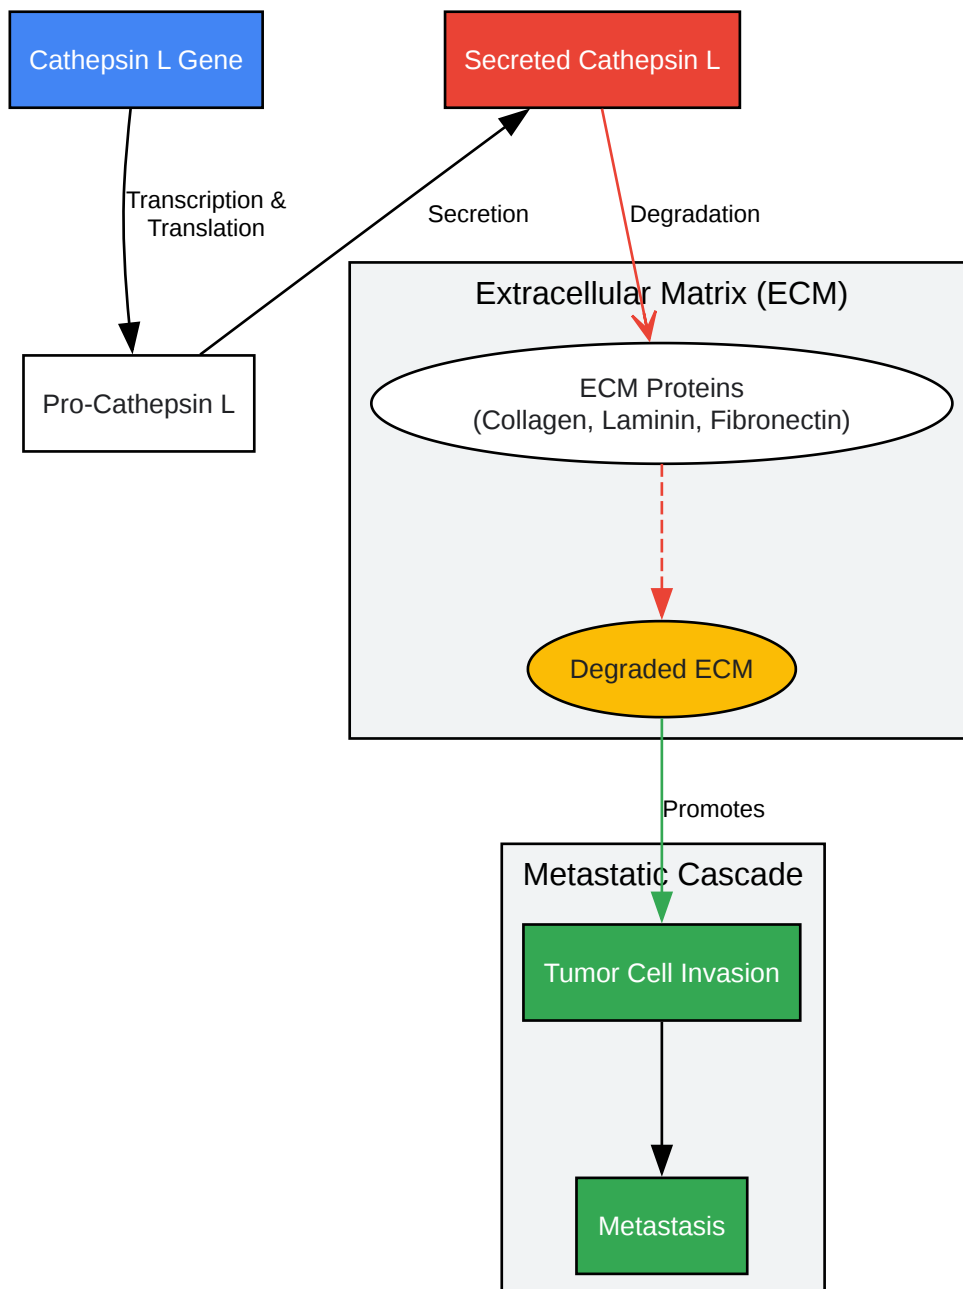 Cathepsin L Gene
Secreted Cathepsin L
Transcription &
Translation
Secretion
Degradation
Extracellular Matrix (ECM)
Pro-Cathepsin L
ECM Proteins
(Collagen, Laminin, Fibronectin)
Degraded ECM
Promotes
Metastatic Cascade
Tumor Cell Invasion
Metastasis